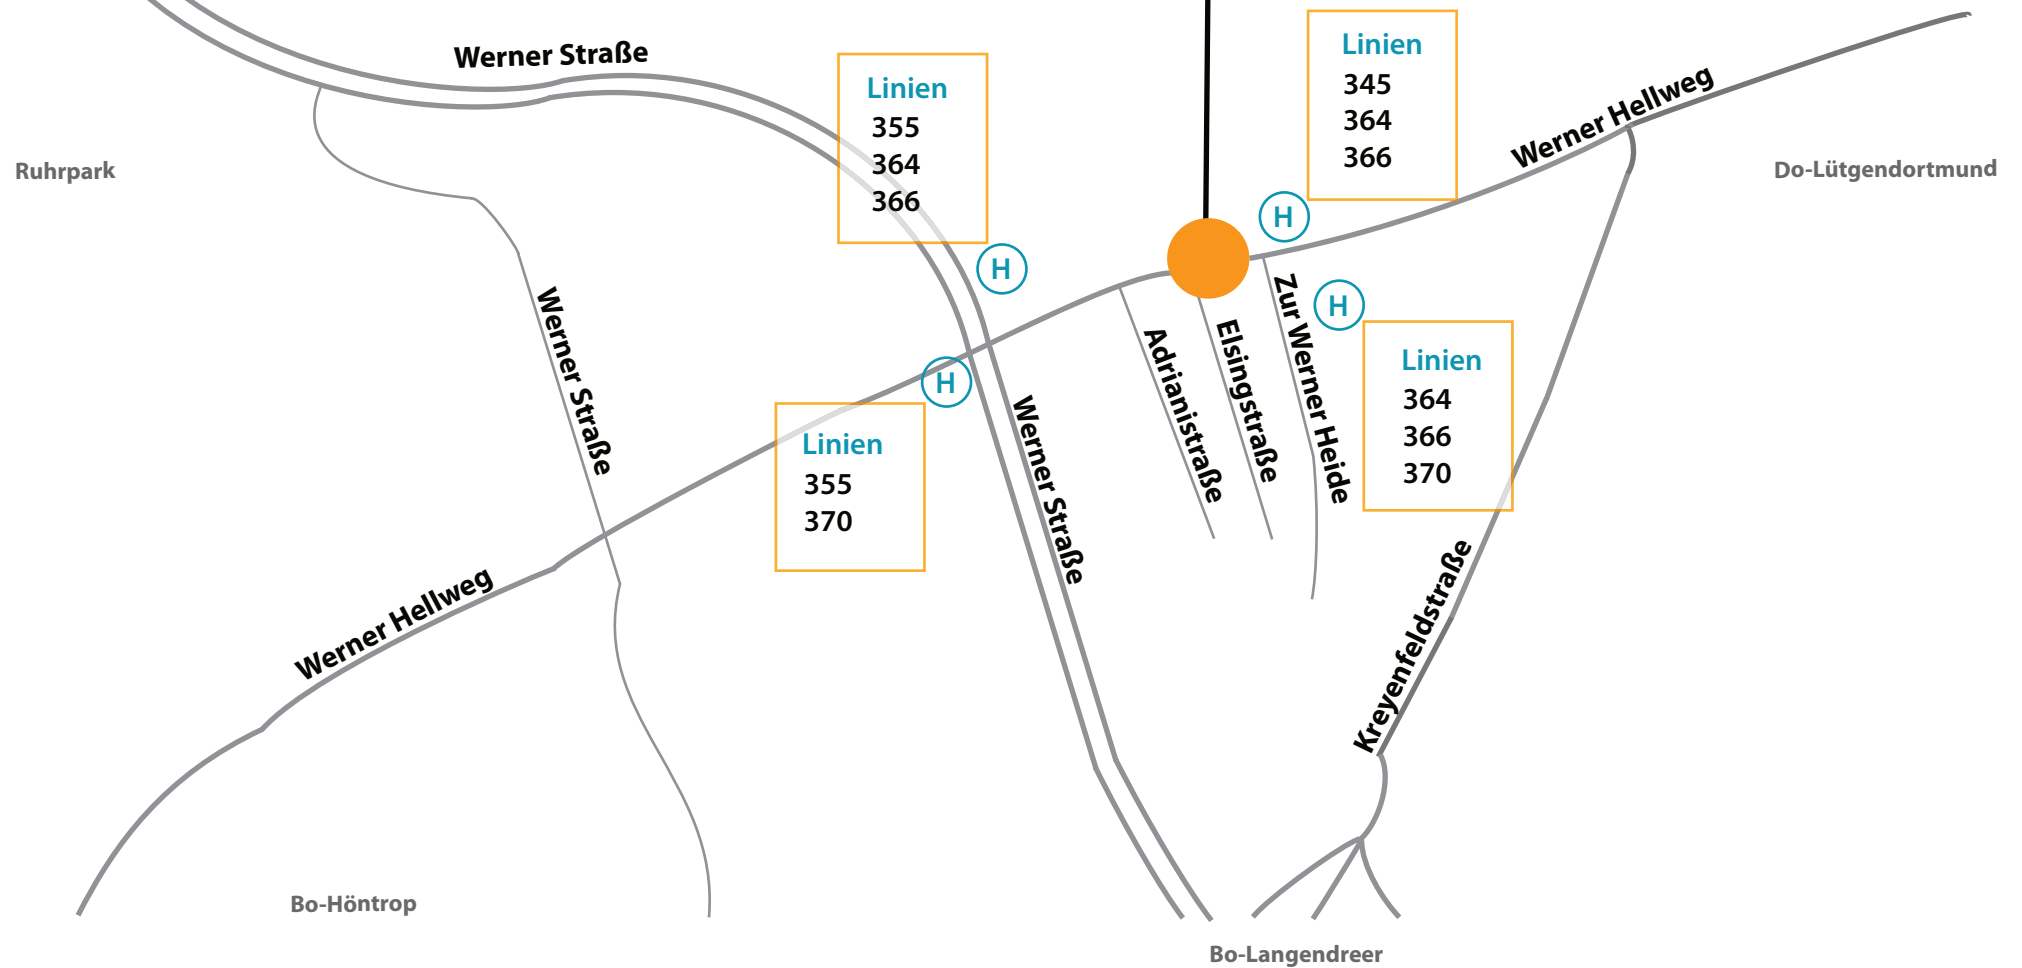 Werner Straße
Linien
355
364
366
Linien
345
364
366
Werner Hellweg
Ruhrpark
Do-Lütgendortmund
H
H
H
H
Werner Straße
Adrianistraße
Elsingstraße
Zur Werner Heide
Linien
364
366
370
Linien
355
370
Werner Straße
Werner Hellweg
Kreyenfeldstraße
Bo-Höntrop
Bo-Langendreer